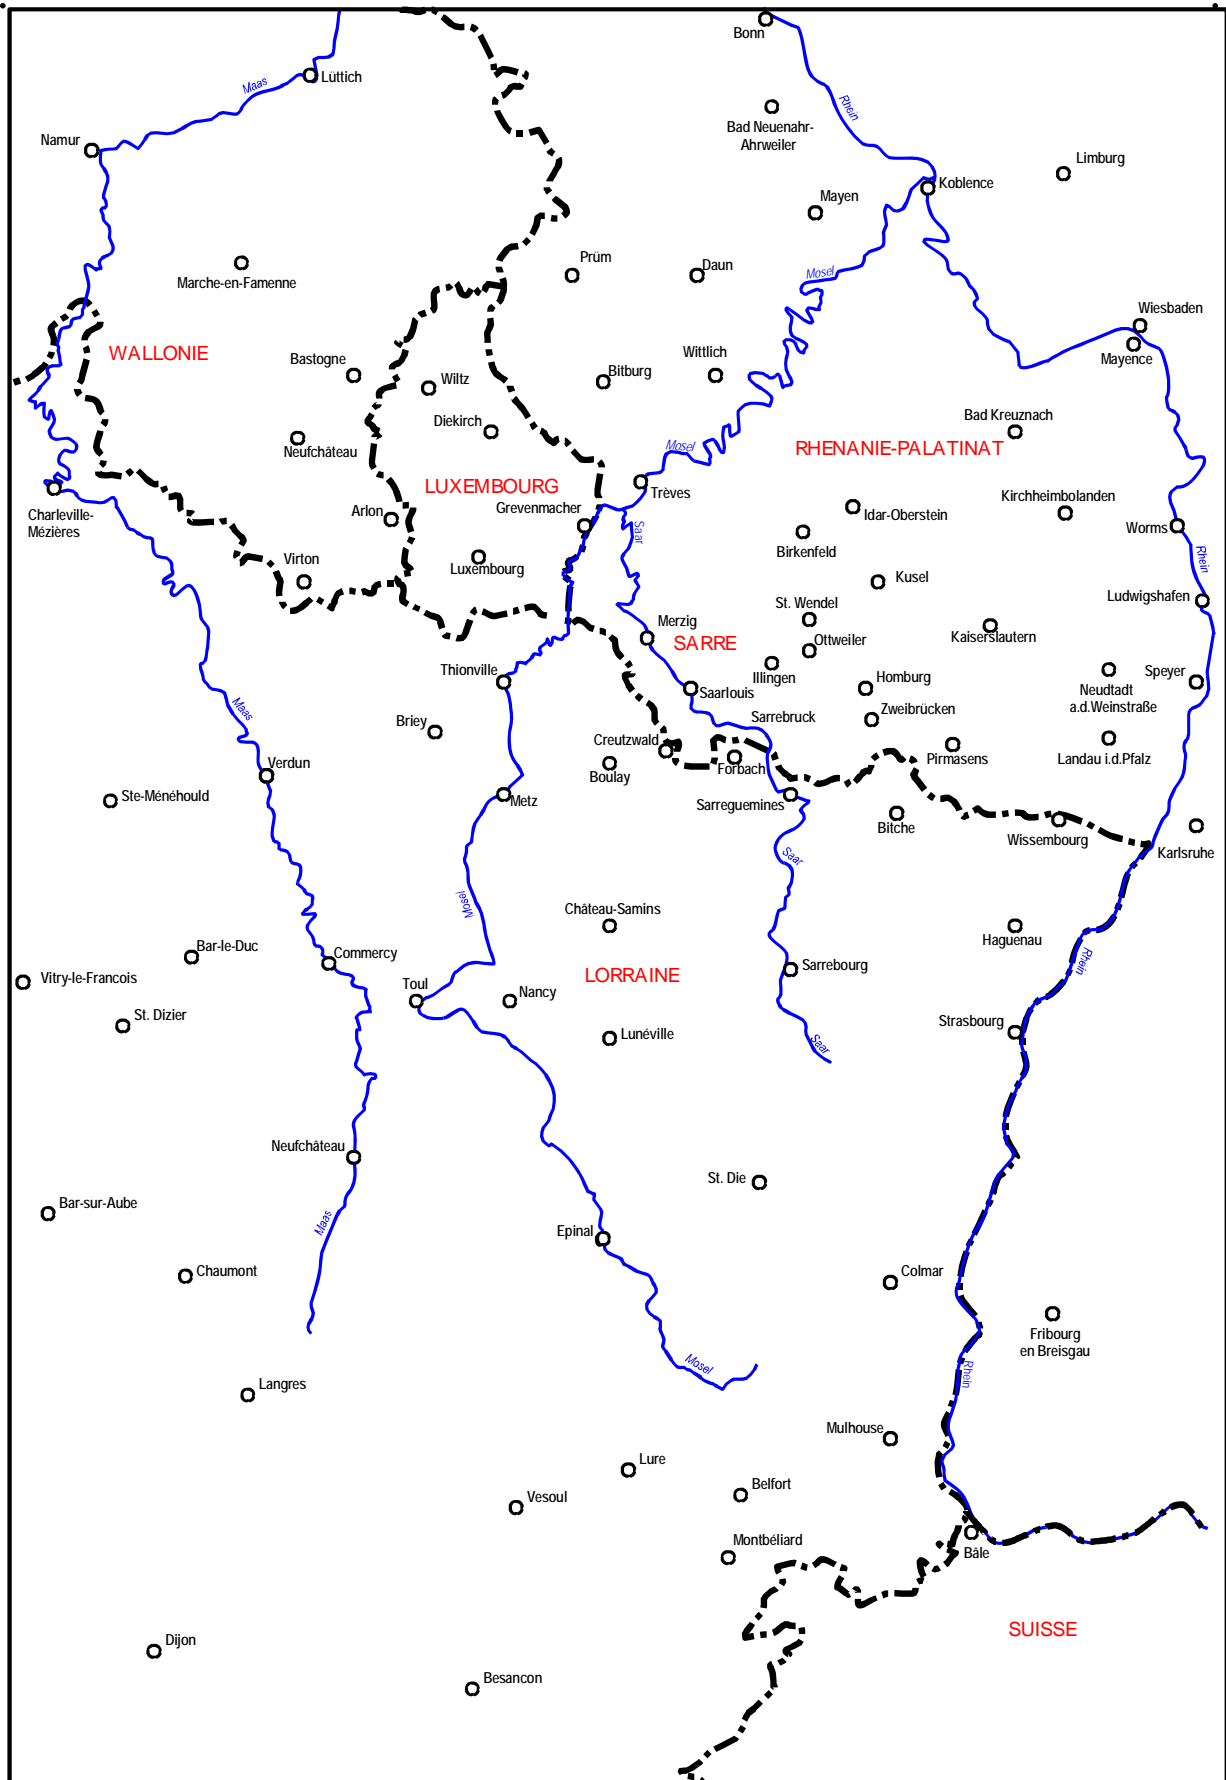 Bonn
Lüttich
Maas
Rhein
Bad Neuenahr-
Ahrweiler
Namur
Limburg
Koblence
Mayen
Prüm
Daun
Mosel
Marche-en-Famenne
Wiesbaden
Mayence
WALLONIE
Bastogne
Wiltz
Bitburg
Wittlich
Diekirch
Bad Kreuznach
Neufchâteau
Mosel
RHENANIE-PALATINAT
LUXEMBOURG
Trèves
Kirchheimbolanden
Charleville-
Mézières
Arlon
Grevenmacher
Saar
Idar-Oberstein
Worms
Birkenfeld
Rhein
Virton
Luxembourg
Kusel
Ludwigshafen
St. Wendel
Merzig
SARRE
Ottweiler
Kaiserslautern
Thionville
Illingen
Saarlouis
Homburg
Neudtadt
a.d.Weinstraße
Speyer
Maas
Briey
Sarrebruck
Zweibrücken
Creutzwald
Boulay
Forbach
Pirmasens
Landau i.d.Pfalz
Verdun
Ste-Ménéhould
Metz
Sarreguemines
Bitche
Wissembourg
Karlsruhe
Saar
Mosel
Château-Samins
Haguenau
Bar-le-Duc
Commercy
Rhein
Vitry-le-Francois
Toul
LORRAINE
Sarrebourg
St. Dizier
Nancy
Lunéville
Strasbourg
Saar
Neufchâteau
St. Die
Bar-sur-Aube
Maas
Epinal
Chaumont
Colmar
Fribourg
en Breisgau
Mosel
Rhein
Langres
Mulhouse
Lure
Belfort
Vesoul
Montbéliard
Bâle
SUISSE
Dijon
Besancon